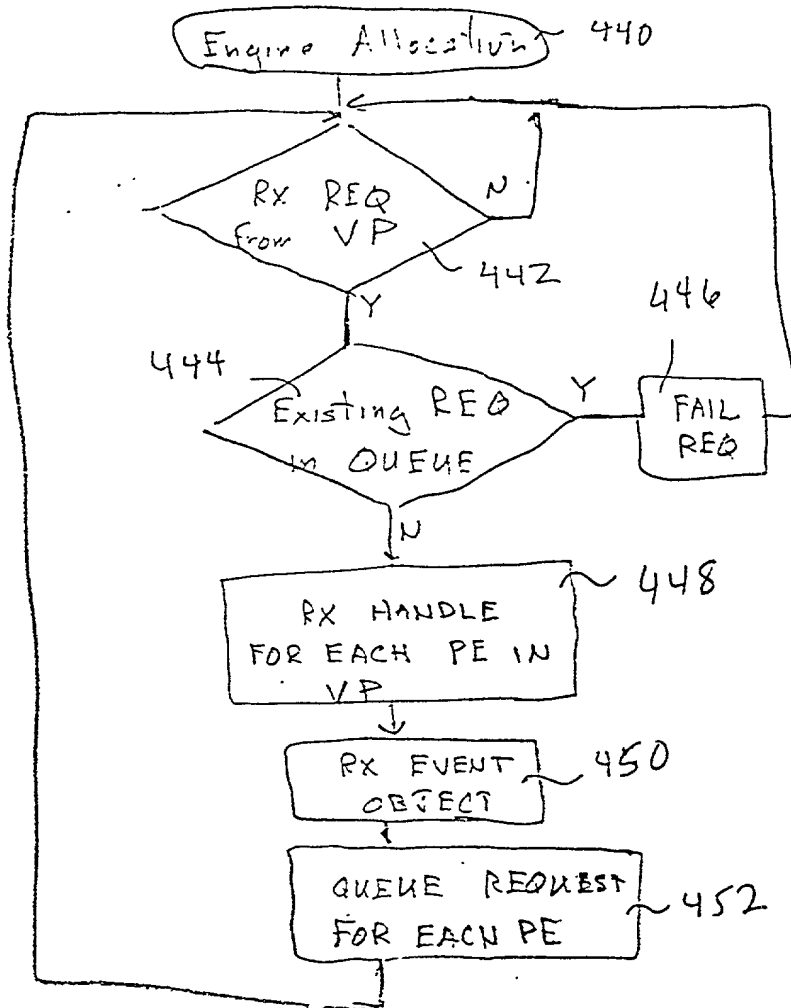 Engine Allocation
440
RX REQ
from VP
N
442
Y
446
444
Existing REQ
in QUEUE
Y
FAIL
REQ
N
448
RX HANDLE
FOR EACH PE IN
VP
RX EVENT
OBJECT
450
QUEUE REQUEST
FOR EACH PE
452